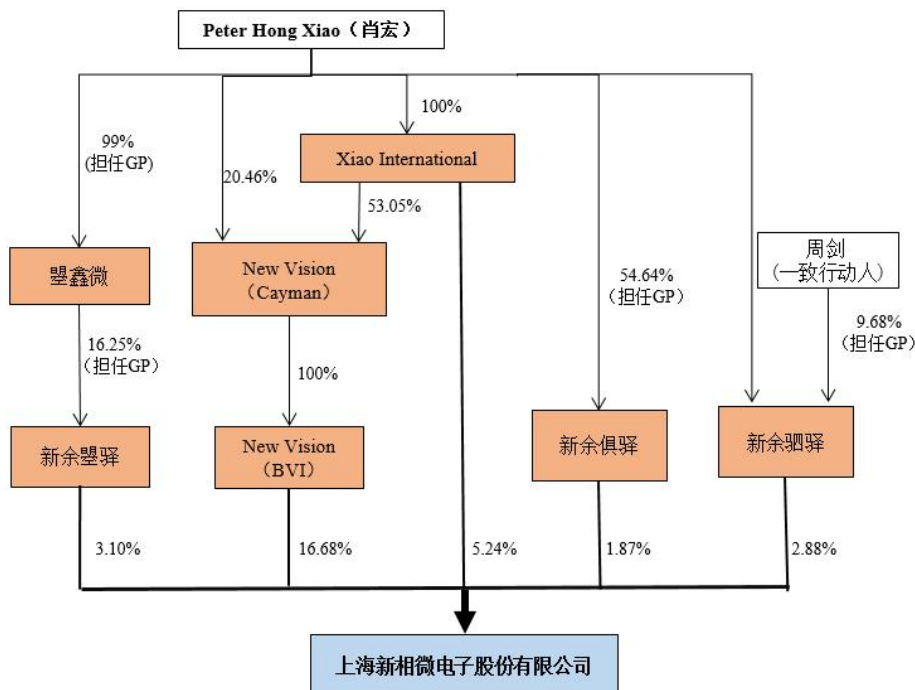 Peter Hong Xiao（肖宏）
100%
99%
(担任GP)
Xiao International
20.46%
53.05%
曌鑫微
New Vision
（Cayman）
54.64%
（担任GP）
周剑
(一致行动人)
16.25%
（担任GP）
9.68%
（担任GP）
100%
新余曌驿
New Vision
（BVI）
新余俱驿
新余驷驿
3.10%
16.68%
5.24%
1.87%
2.88%
上海新相微电子股份有限公司